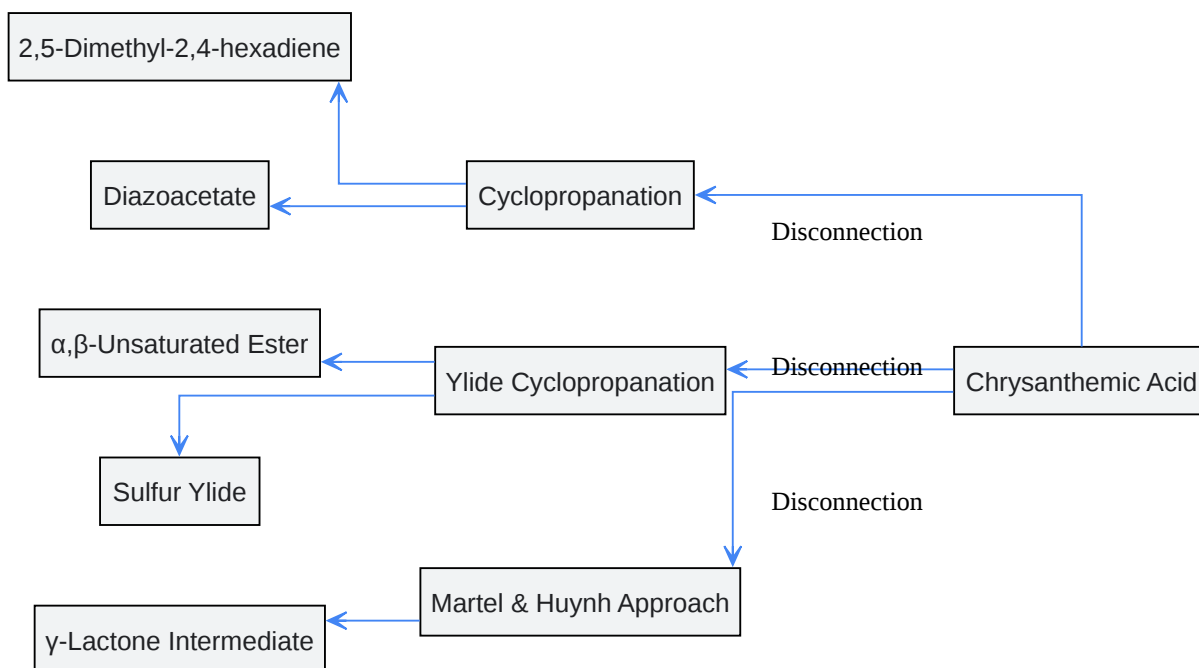 2,5-Dimethyl-2,4-hexadiene
Diazoacetate
Cyclopropanation
Disconnection
α,β-Unsaturated Ester
Ylide Cyclopropanation
Disconnection
Chrysanthemic Acid
Sulfur Ylide
Disconnection
Martel & Huynh Approach
γ-Lactone Intermediate